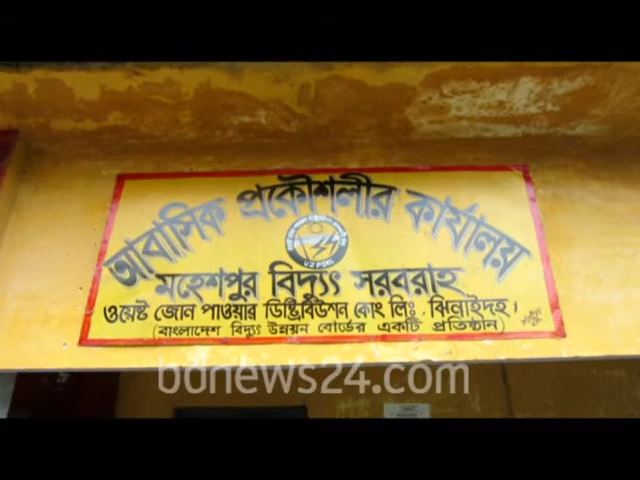 আবাসিক প্রকৌশলীর কার্যালয়
মহেশপুর বিদ্যুৎ সরবরাহ
ওয়েষ্ট জোন পাওয়ার ডিষ্ট্রিবিউশন কোং লিঃ, ঝিনাইদহ।
(বাংলাদেশ বিদ্যুৎ উন্নয়ন বোর্ডের একটি প্রতিষ্ঠান)
bdnews24.com